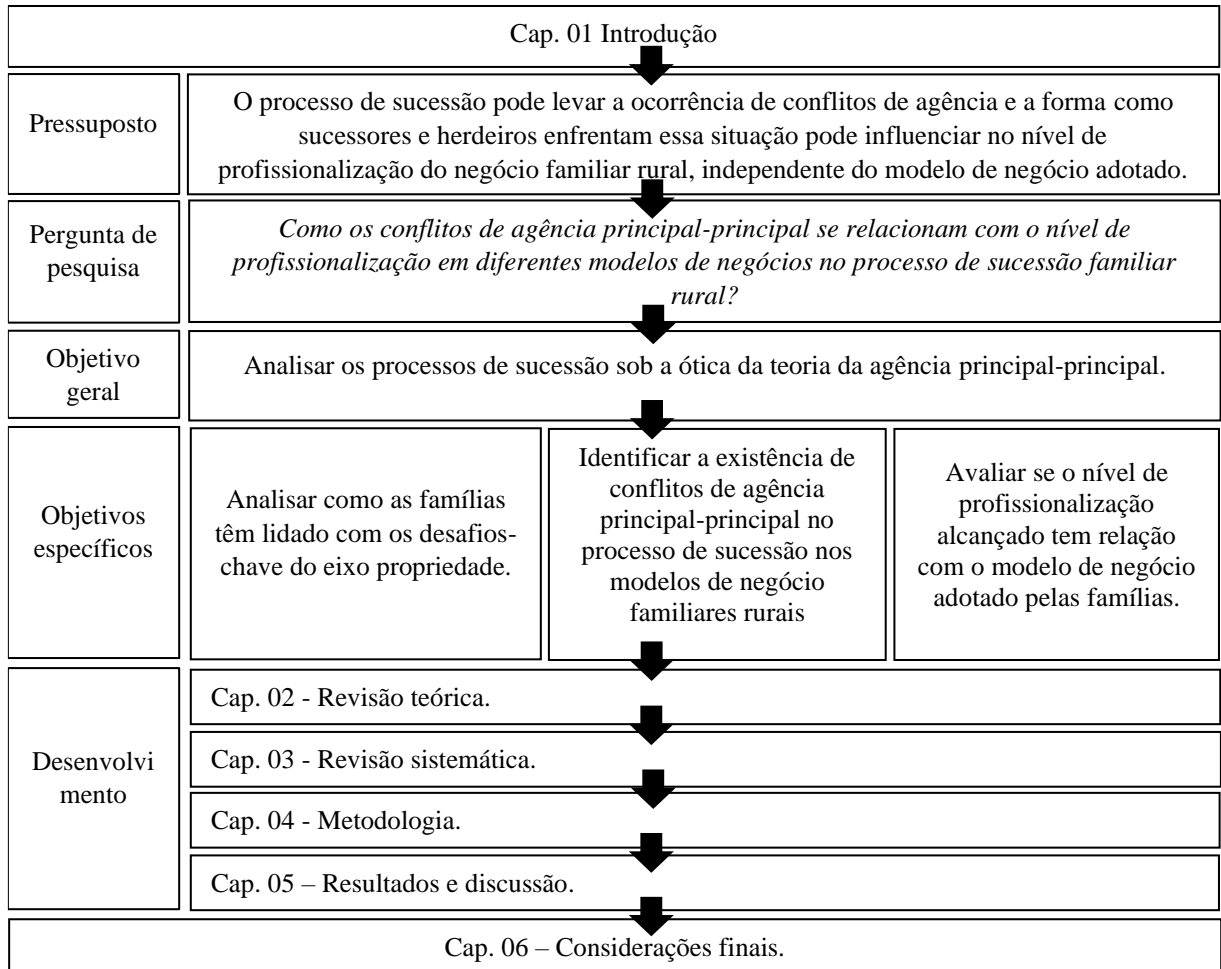 Cap. 01 Introdução
Pressuposto
O processo de sucessão pode levar a ocorrência de conflitos de agência e a forma como
sucessores e herdeiros enfrentam essa situação pode influenciar no nível de
profissionalização do negócio familiar rural, independente do modelo de negócio adotado.
Pergunta de
pesquisa
Como os conflitos de agência principal-principal se relacionam com o nível de
profissionalização em diferentes modelos de negócios no processo de sucessão familiar
rural?
Objetivo
geral
Analisar os processos de sucessão sob a ótica da teoria da agência principal-principal.
Objetivos
específicos
Analisar como as famílias
têm lidado com os desafios-
chave do eixo propriedade.
Identificar a existência de
conflitos de agência
principal-principal no
processo de sucessão nos
modelos de negócio
familiares rurais
Avaliar se o nível de
profissionalização
alcançado tem relação
com o modelo de negócio
adotado pelas famílias.
Desenvolvi
mento
Cap. 02 - Revisão teórica.
Cap. 03 - Revisão sistemática.
Cap. 04 - Metodologia.
Cap. 05 – Resultados e discussão.
Cap. 06 – Considerações finais.